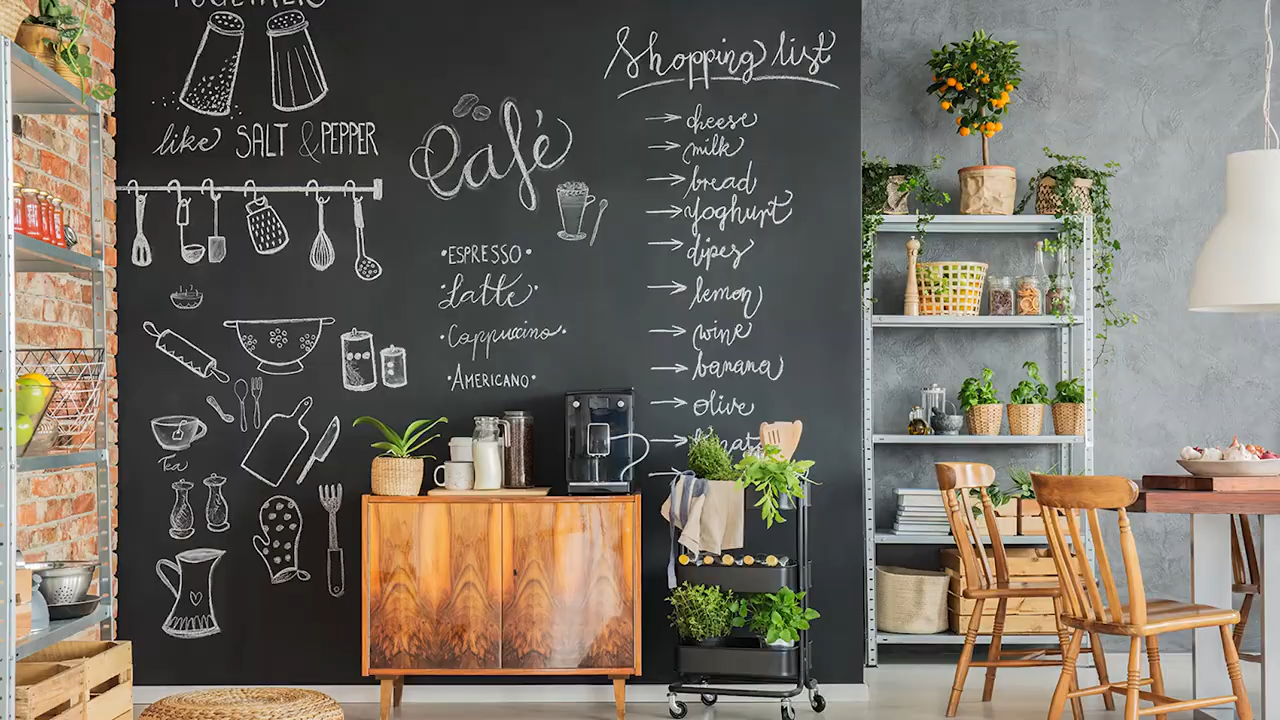 TOGETHER
like SALT & PEPPER
Café
• ESPRESSO •
Latte •
• Cappuccino •
• AMERICANO •
Tea
Shopping list
→ cheese
→ milk
→ bread
→ yoghurt
→ dipes
→ lemon
→ wine
→ banana
→ olive